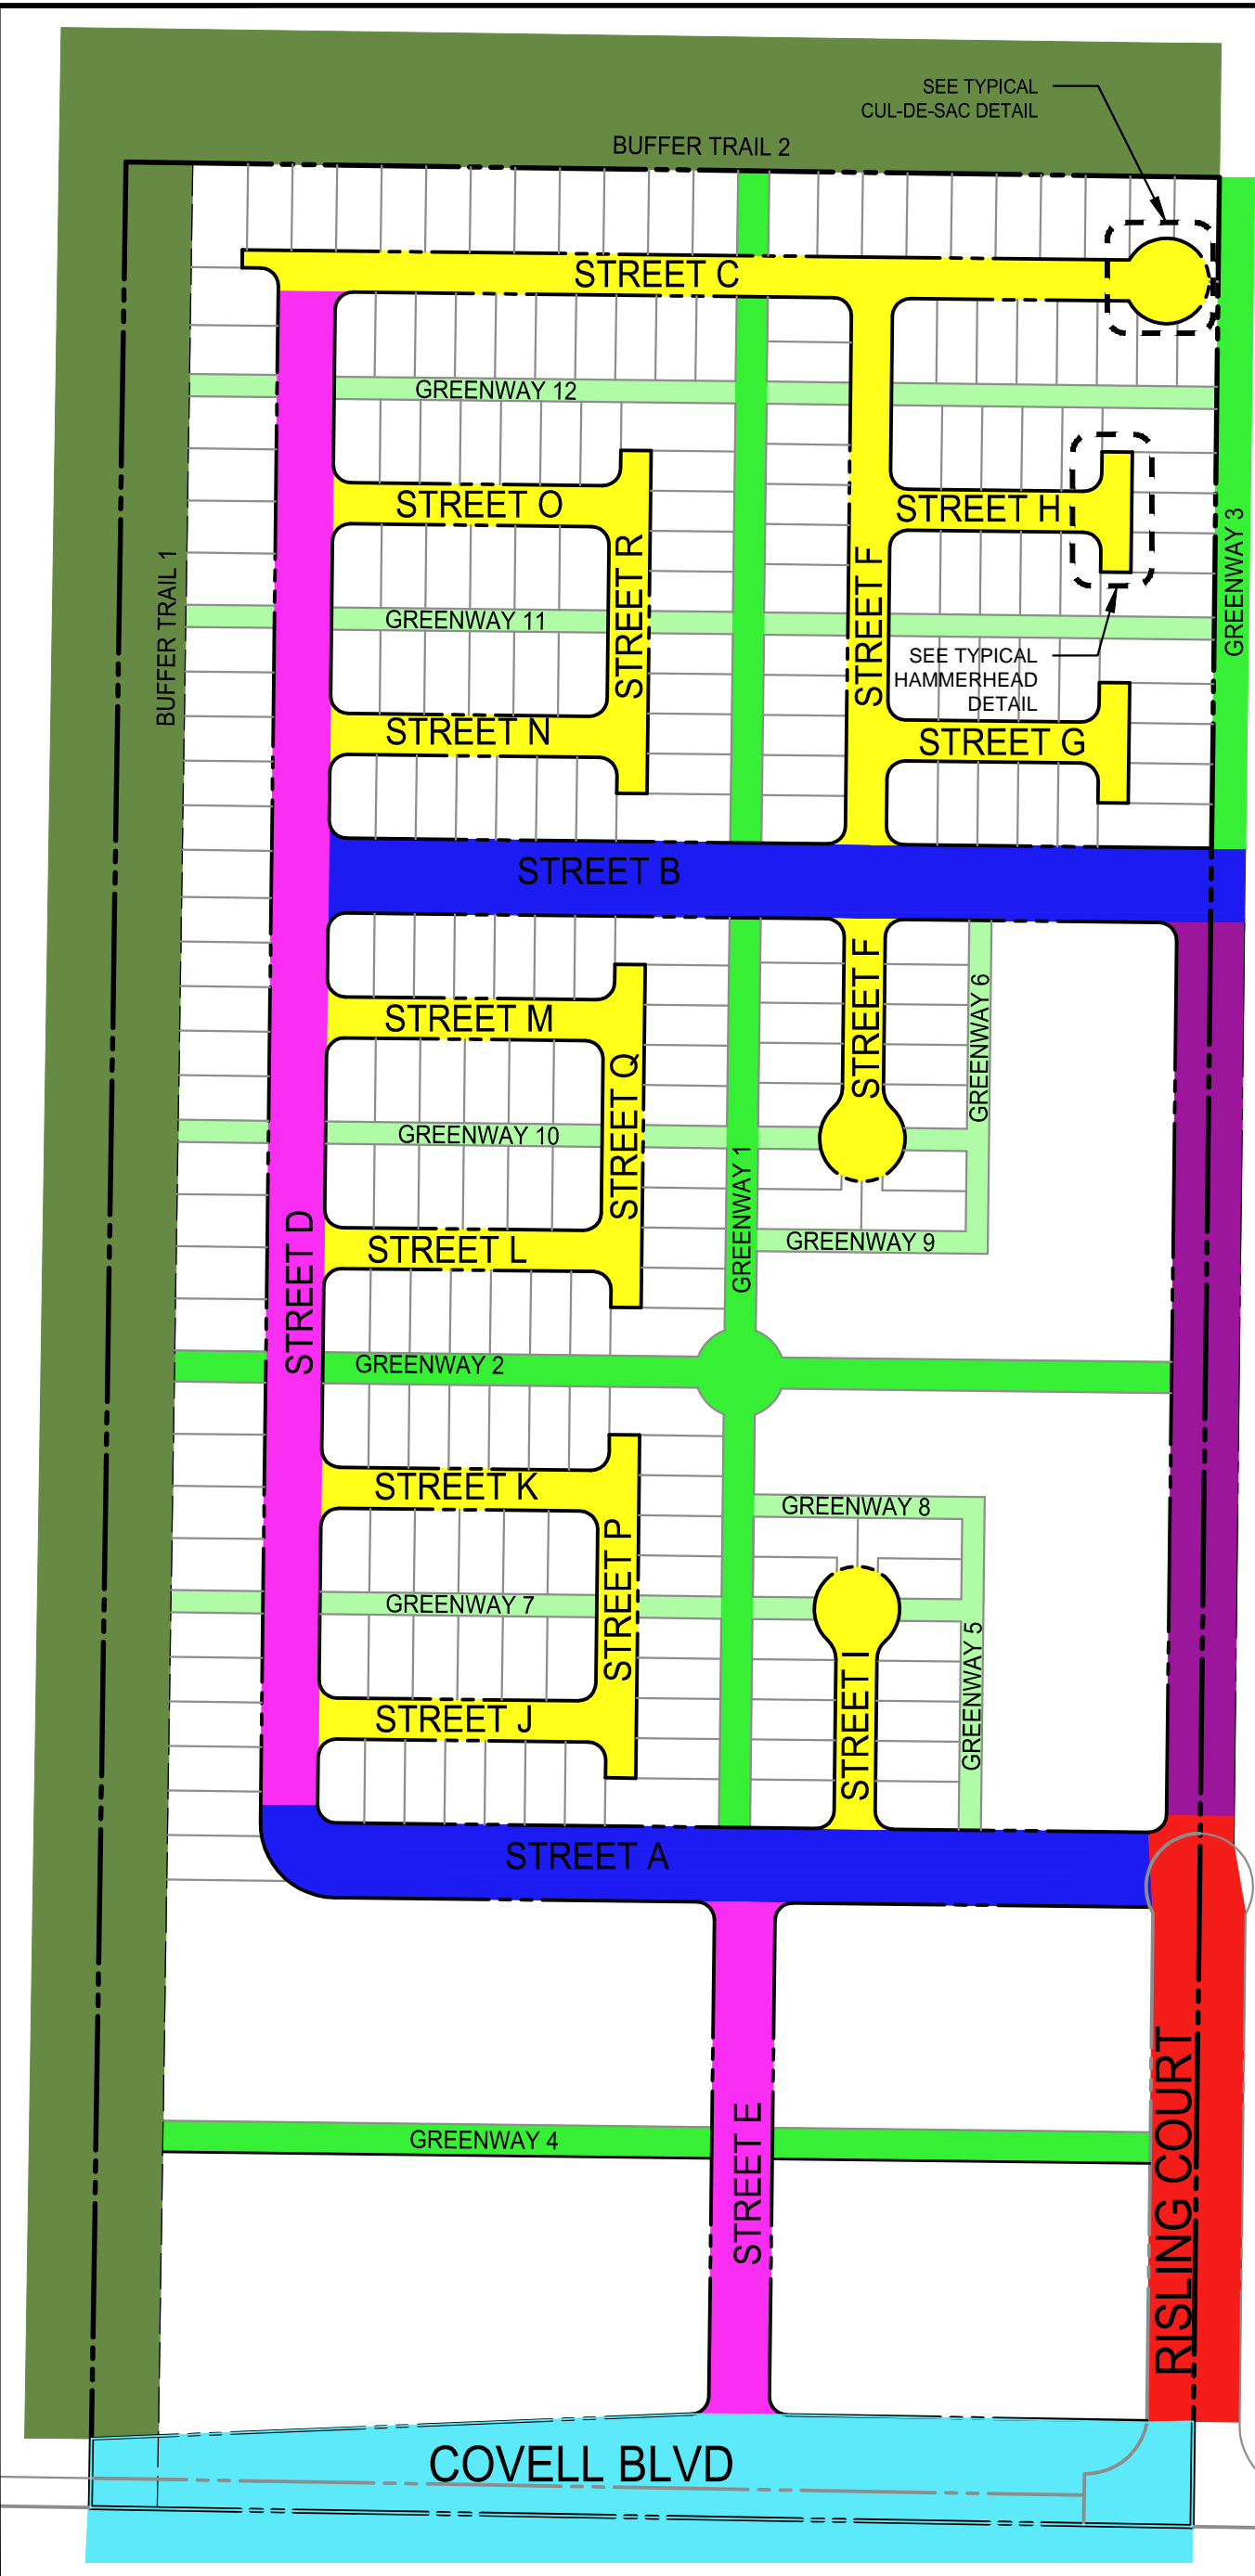 SEE TYPICAL
CUL-DE-SAC DETAIL
BUFFER TRAIL 2
STREET C
GREENWAY 12
STREET O
STREET H
STREET R
STREET F
GREENWAY 3
BUFFER TRAIL 1
GREENWAY 11
SEE TYPICAL
HAMMERHEAD
DETAIL
STREET N
STREET G
STREET B
STREET M
STREET F
GREENWAY 6
STREET Q
GREENWAY 10
GREENWAY 1
STREET D
STREET L
GREENWAY 9
GREENWAY 2
STREET K
GREENWAY 8
STREET P
GREENWAY 7
STREET I
GREENWAY 5
STREET J
STREET A
STREET E
RISLING COURT
GREENWAY 4
COVELL BLVD